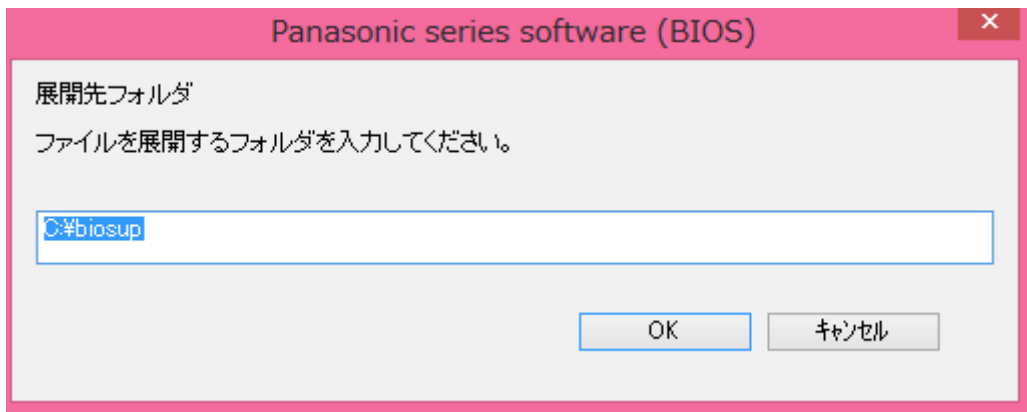 Panasonic series software (BIOS)
展開先フォルダ
ファイルを展開するフォルダを入力してください。
C:¥biosup
OK キャンセル